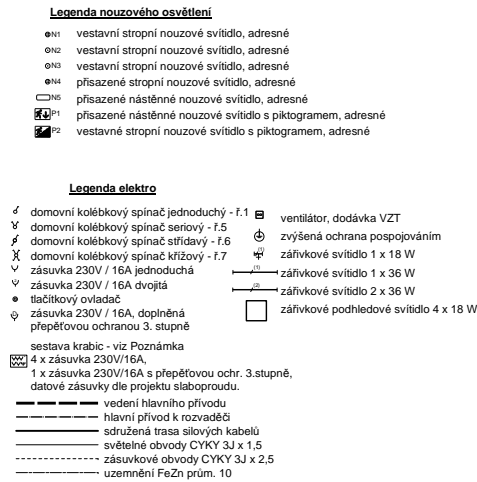 Legenda nouzového osvětlení
N1 vestavní stropní nouzové svítidlo, adresné
N2 vestavní stropní nouzové svítidlo, adresné
N3 vestavní stropní nouzové svítidlo, adresné
N4 přisazené stropní nouzové svítidlo, adresné
N5 přisazené nástěnné nouzové svítidlo, adresné
P1 přisazené nástěnné nouzové svítidlo s piktogramem, adresné
P2 vestavné stropní nouzové svítidlo s piktogramem, adresné
Legenda elektro
domovní kolébkový spínač jednoduchý - ř.1
domovní kolébkový spínač seriový - ř.5
domovní kolébkový spínač střídavý - ř.6
domovní kolébkový spínač křížový - ř.7
zásuvka 230V / 16A jednoduchá
zásuvka 230V / 16A dvojitá
tlačítkový ovladač
zásuvka 230V / 16A, doplněná
přepěťovou ochranou 3. stupně
sestava krabic - viz Poznámka
4 x zásuvka 230V/16A,
1 x zásuvka 230V/16A s přepěťovou ochr. 3.stupně,
datové zásuvky dle projektu slaboproudu.
vedení hlavního přívodu
hlavní přívod k rozvaděči
sdružená trasa silových kabelů
světelné obvody CYKY 3J x 1,5
zásuvkové obvody CYKY 3J x 2,5
uzemnění FeZn prům. 10
ventilátor, dodávka VZT
zvýšená ochrana pospojováním
(1) zářivkové svítidlo 1 x 18 W
(1) zářivkové svítidlo 1 x 36 W
(2) zářivkové svítidlo 2 x 36 W
zářivkové podhledové svítidlo 4 x 18 W